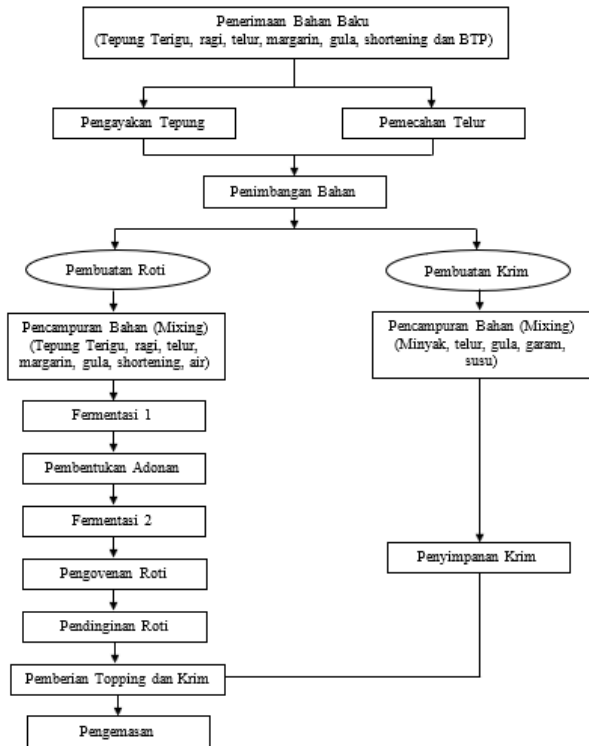 Penerimaan Bahan Baku
(Tepung Terigu, ragi, telur, margarin, gula, shortening dan BTP)
Pengayakan Tepung
Pemecahan Telur
Penimbangan Bahan
Pembuatan Roti
Pembuatan Krim
Pencampuran Bahan (Mixing)
(Tepung Terigu, ragi, telur,
margarin, gula, shortening, air)
Pencampuran Bahan (Mixing)
(Minyak, telur, gula, garam,
susu)
Fermentasi 1
Pembentukan Adonan
Fermentasi 2
Pengovenan Roti
Penyimpanan Krim
Pendinginan Roti
Pemberian Topping dan Krim
Pengemasan